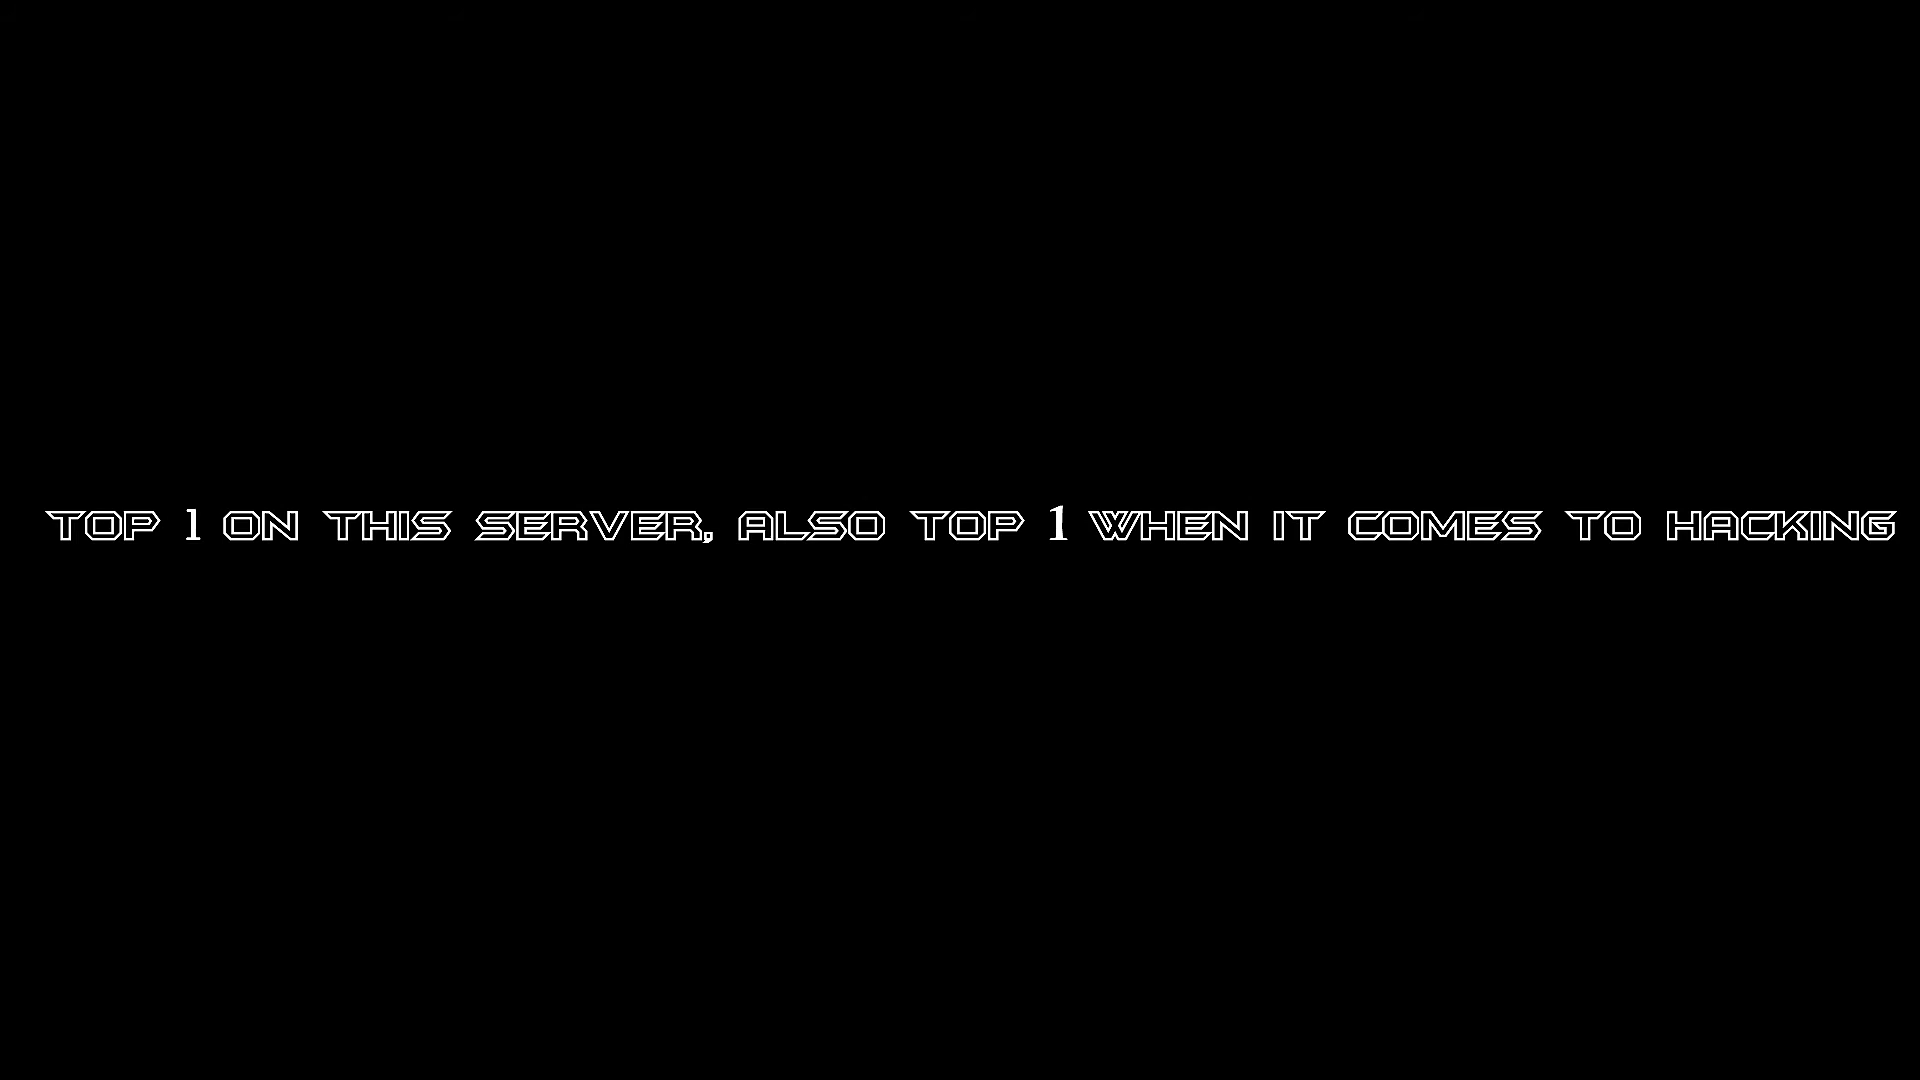 TOP 1 ON THIS SERVER, ALSO TOP 1 WHEN IT COMES TO HACKING